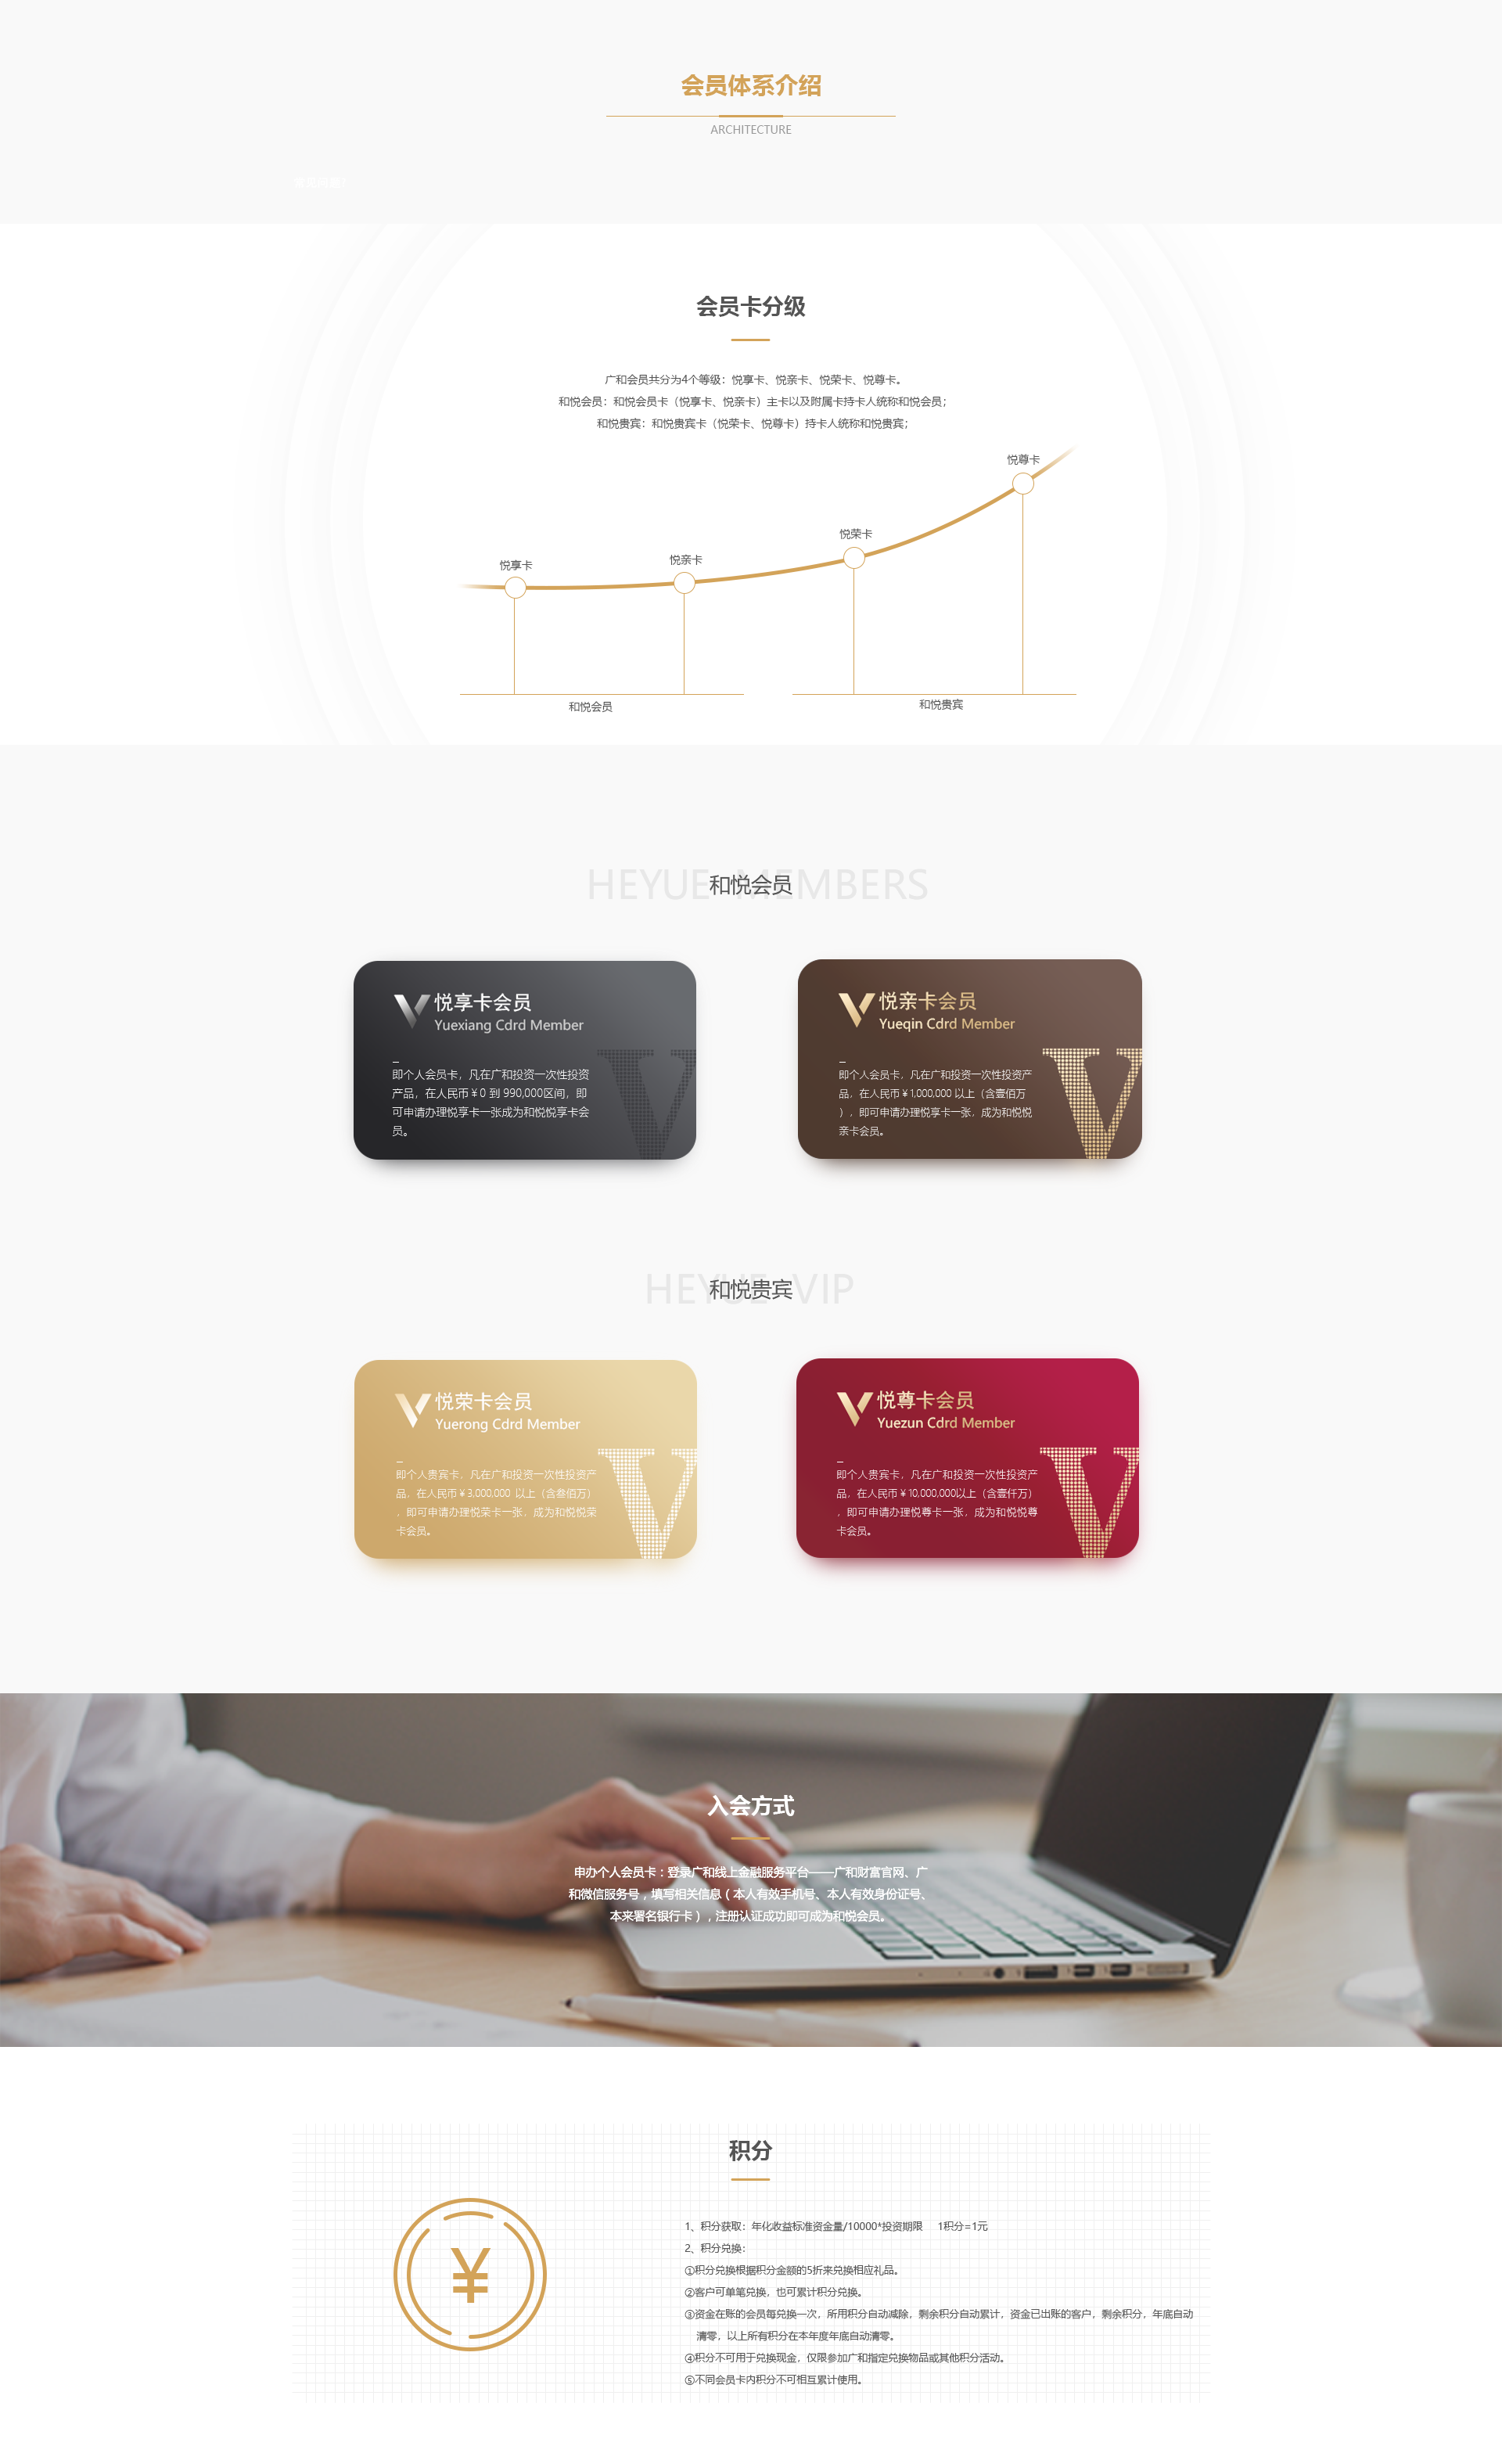 会员体系介绍
ARCHITECTURE
会员卡分级
广和会员共分为4个等级：悦享卡、悦亲卡、悦荣卡、悦尊卡。
和悦会员：和悦会员卡（悦享卡、悦亲卡）主卡以及附属卡持卡人统称和悦会员；
和悦贵宾：和悦贵宾卡（悦荣卡、悦尊卡）持卡人统称和悦贵宾；
悦享卡
悦亲卡
悦荣卡
悦尊卡
和悦会员
和悦贵宾
HEYUE MEMBERS
和悦会员
悦享卡会员
Yuexiang Cdrd Member
即个人会员卡，凡在广和投资一次性投资
产品，在人民币￥0 到 990,000区间，即
可申请办理悦享卡一张成为和悦悦享卡会
员。
悦亲卡会员
Yueqin Cdrd Member
即个人会员卡，凡在广和投资一次性投资产
品，在人民币￥1,000,000 以上（含壹佰万
），即可申请办理悦享卡一张，成为和悦悦
亲卡会员。
HEYUE VIP
和悦贵宾
悦荣卡会员
Yuerong Cdrd Member
即个人贵宾卡，凡在广和投资一次性投资产
品，在人民币￥3,000,000 以上（含叁佰万）
，即可申请办理悦荣卡一张，成为和悦悦荣
卡会员。
悦尊卡会员
Yuezun Cdrd Member
即个人贵宾卡，凡在广和投资一次性投资产
品，在人民币￥10,000,000以上（含壹仟万）
，即可申请办理悦尊卡一张，成为和悦悦尊
卡会员。
入会方式
申办个人会员卡：登录广和线上金融服务平台——广和财富官网、广
和微信服务号，填写相关信息（本人有效手机号、本人有效身份证号、
本来署名银行卡），注册认证成功即可成为和悦会员。
积分
1、积分获取：年化收益标准资金量/10000*投资期限 1积分=1元
2、积分兑换：
①积分兑换根据积分金额的5折来兑换相应礼品。
②客户可单笔兑换，也可累计积分兑换。
③资金在账的会员每兑换一次，所用积分自动减除，剩余积分自动累计，资金已出账的客户，剩余积分，年底自动
清零，以上所有积分在本年度年底自动清零。
④积分不可用于兑换现金，仅限参加广和指定兑换物品或其他积分活动。
⑤不同会员卡内积分不可相互累计使用。
¥